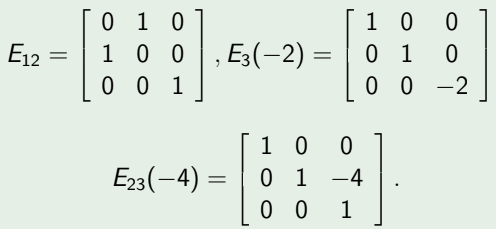 E₁₂ = [ 0 1 0 ; 1 0 0 ; 0 0 1 ], E₃(−2) = [ 1 0 0 ; 0 1 0 ; 0 0 −2 ]
E₂₃(−4) = [ 1 0 0 ; 0 1 −4 ; 0 0 1 ].